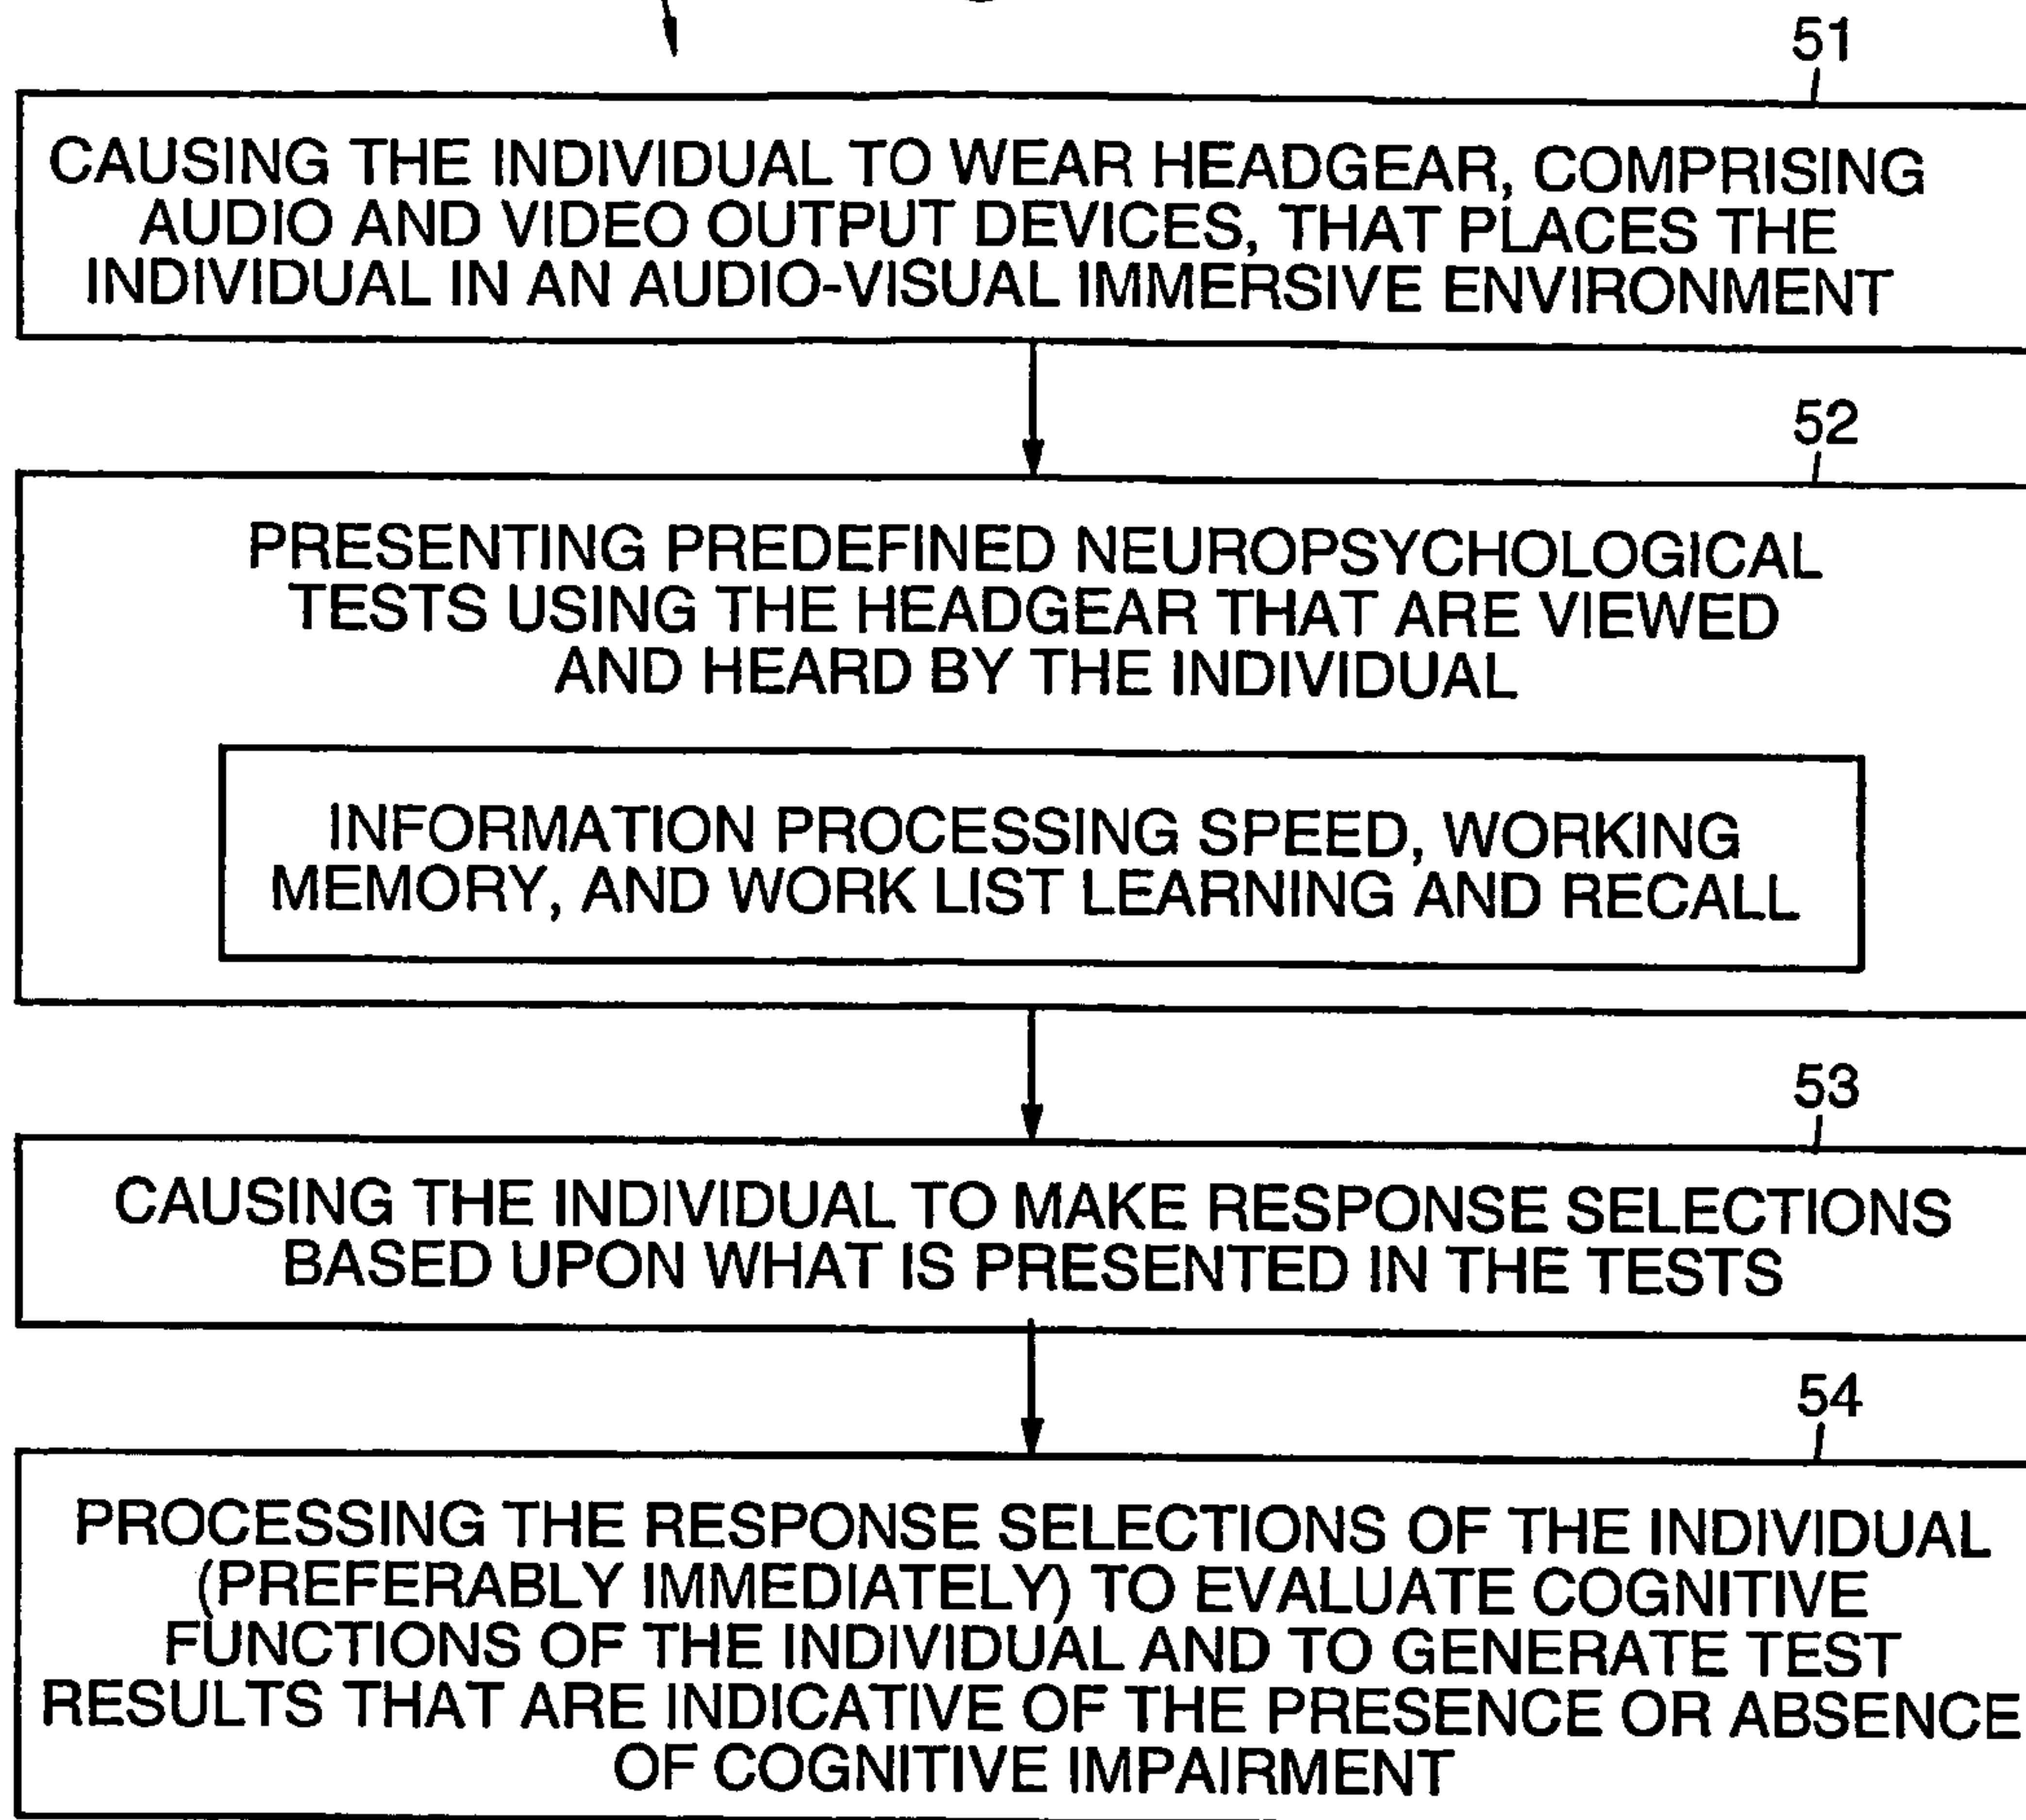 51
CAUSING THE INDIVIDUAL TO WEAR HEADGEAR, COMPRISING
AUDIO AND VIDEO OUTPUT DEVICES, THAT PLACES THE
INDIVIDUAL IN AN AUDIO-VISUAL IMMERSIVE ENVIRONMENT
52
PRESENTING PREDEFINED NEUROPSYCHOLOGICAL
TESTS USING THE HEADGEAR THAT ARE VIEWED
AND HEARD BY THE INDIVIDUAL
INFORMATION PROCESSING SPEED, WORKING
MEMORY, AND WORK LIST LEARNING AND RECALL
53
CAUSING THE INDIVIDUAL TO MAKE RESPONSE SELECTIONS
BASED UPON WHAT IS PRESENTED IN THE TESTS
54
PROCESSING THE RESPONSE SELECTIONS OF THE INDIVIDUAL
(PREFERABLY IMMEDIATELY) TO EVALUATE COGNITIVE
FUNCTIONS OF THE INDIVIDUAL AND TO GENERATE TEST
RESULTS THAT ARE INDICATIVE OF THE PRESENCE OR ABSENCE
OF COGNITIVE IMPAIRMENT